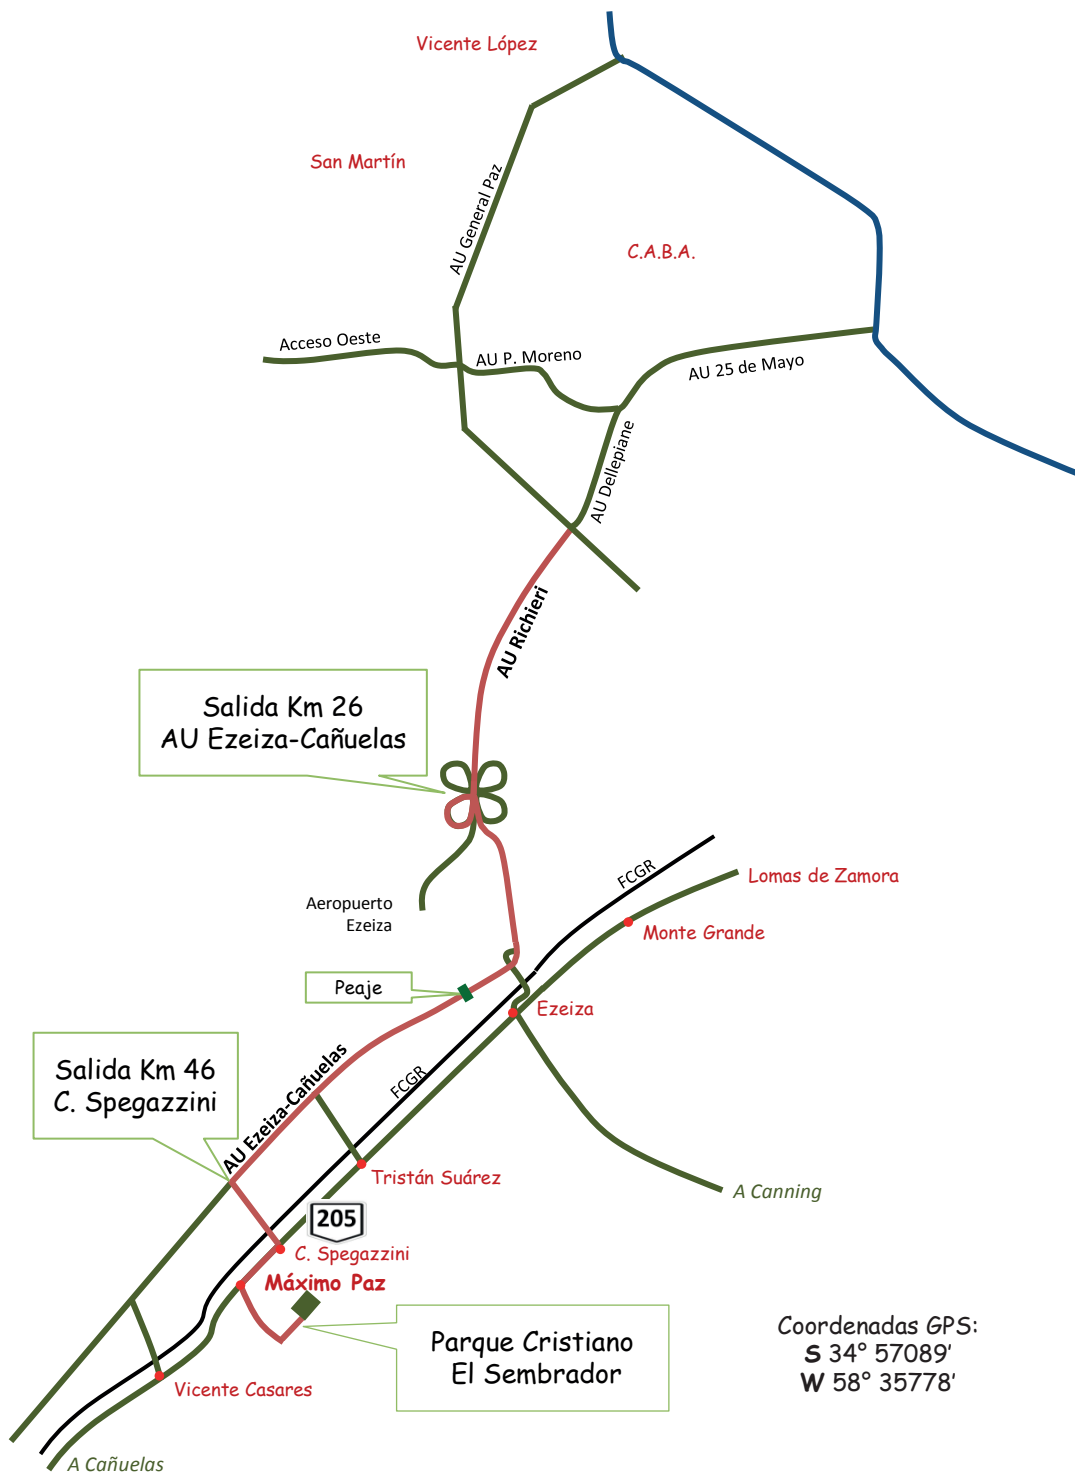 Vicente López
San Martín
AU General Paz
C.A.B.A.
Acceso Oeste
AU P. Moreno
AU 25 de Mayo
AU Dellepiane
AU Richieri
Salida Km 26
AU Ezeiza-Cañuelas
FCGR
Lomas de Zamora
Aeropuerto
Ezeiza
Monte Grande
Peaje
Ezeiza
Salida Km 46
C. Spegazzini
AU Ezeiza-Cañuelas
FCGR
Tristán Suárez
A Canning
205
C. Spegazzini
Máximo Paz
Parque Cristiano
El Sembrador
Coordenadas GPS:
S 34° 57089'
W 58° 35778'
Vicente Casares
A Cañuelas